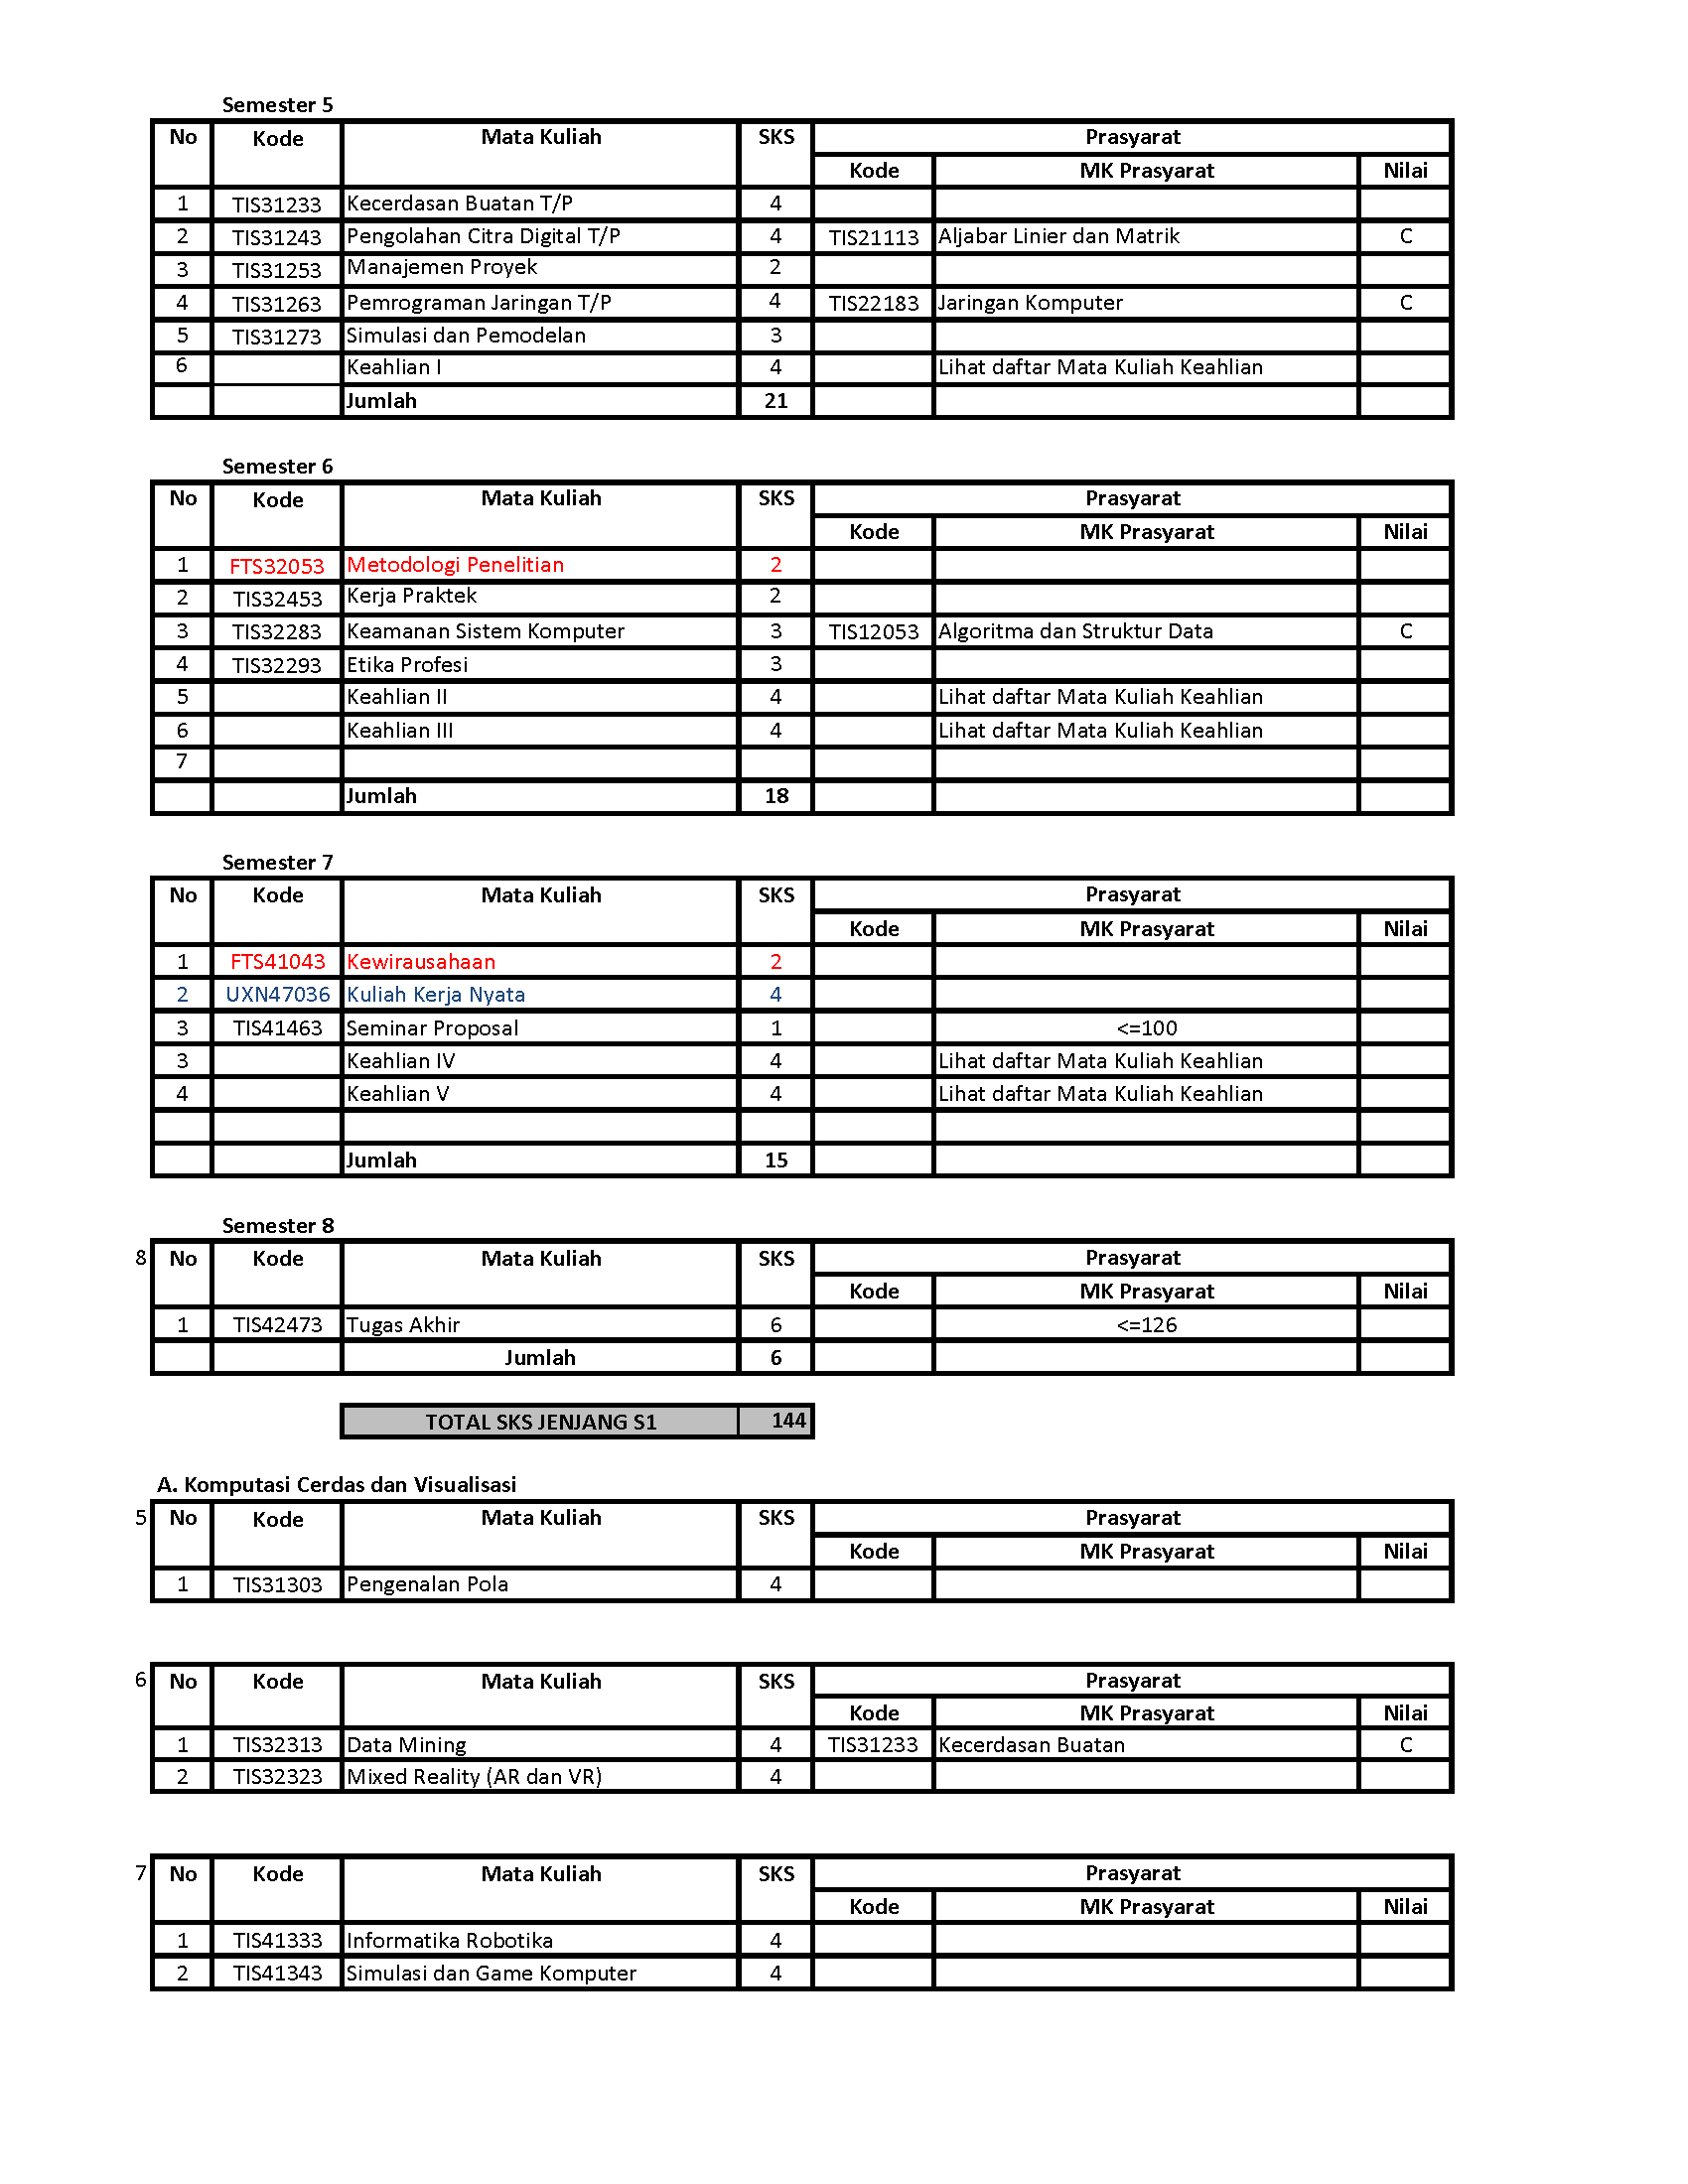 Semester 5
No Kode Mata Kuliah SKS Prasyarat
Kode MK Prasyarat Nilai
1 TIS31233 Kecerdasan Buatan T/P 4
2 TIS31243 Pengolahan Citra Digital T/P 4 TIS21113 Aljabar Linier dan Matrik C
3 TIS31253 Manajemen Proyek 2
4 TIS31263 Pemrograman Jaringan T/P 4 TIS22183 Jaringan Komputer C
5 TIS31273 Simulasi dan Pemodelan 3
6 Keahlian I 4 Lihat daftar Mata Kuliah Keahlian
Jumlah 21
Semester 6
No Kode Mata Kuliah SKS Prasyarat
Kode MK Prasyarat Nilai
1 FTS32053 Metodologi Penelitian 2
2 TIS32453 Kerja Praktek 2
3 TIS32283 Keamanan Sistem Komputer 3 TIS12053 Algoritma dan Struktur Data C
4 TIS32293 Etika Profesi 3
5 Keahlian II 4 Lihat daftar Mata Kuliah Keahlian
6 Keahlian III 4 Lihat daftar Mata Kuliah Keahlian
7
Jumlah 18
Semester 7
No Kode Mata Kuliah SKS Prasyarat
Kode MK Prasyarat Nilai
1 FTS41043 Kewirausahaan 2
2 UXN47036 Kuliah Kerja Nyata 4
3 TIS41463 Seminar Proposal 1 <=100
3 Keahlian IV 4 Lihat daftar Mata Kuliah Keahlian
4 Keahlian V 4 Lihat daftar Mata Kuliah Keahlian
Jumlah 15
Semester 8
8 No Kode Mata Kuliah SKS Prasyarat
Kode MK Prasyarat Nilai
1 TIS42473 Tugas Akhir 6 <=126
Jumlah 6
TOTAL SKS JENJANG S1 144
A. Komputasi Cerdas dan Visualisasi
5 No Kode Mata Kuliah SKS Prasyarat
Kode MK Prasyarat Nilai
1 TIS31303 Pengenalan Pola 4
6 No Kode Mata Kuliah SKS Prasyarat
Kode MK Prasyarat Nilai
1 TIS32313 Data Mining 4 TIS31233 Kecerdasan Buatan C
2 TIS32323 Mixed Reality (AR dan VR) 4
7 No Kode Mata Kuliah SKS Prasyarat
Kode MK Prasyarat Nilai
1 TIS41333 Informatika Robotika 4
2 TIS41343 Simulasi dan Game Komputer 4